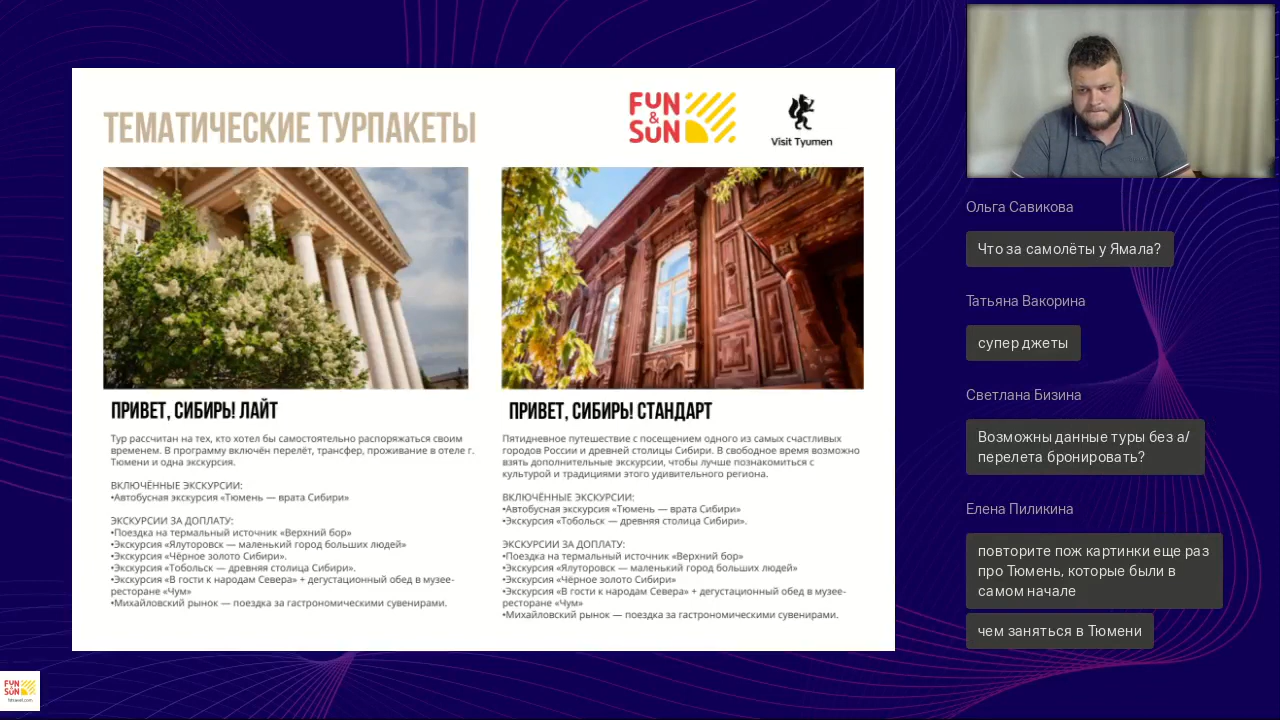 ТЕМАТИЧЕСКИЕ ТУРПАКЕТЫ
FUN
&
SUN
Visit Tyumen
ПРИВЕТ, СИБИРЬ! ЛАЙТ
Тур рассчитан на тех, кто хотел бы самостоятельно распоряжаться своим
временем. В программу включён перелёт, трансфер, проживание в отеле г.
Тюмени и одна экскурсия.
ВКЛЮЧЁННЫЕ ЭКСКУРСИИ:
•Автобусная экскурсия «Тюмень — врата Сибири»
ЭКСКУРСИИ ЗА ДОПЛАТУ:
•Поездка на термальный источник «Верхний бор»
•Экскурсия «Ялуторовск — маленький город больших людей»
•Экскурсия «Чёрное золото Сибири».
•Экскурсия «Тобольск — древняя столица Сибири».
•Экскурсия «В гости к народам Севера» + дегустационный обед в музее-
ресторане «Чум»
•Михайловский рынок — поездка за гастрономическими сувенирами.
ПРИВЕТ, СИБИРЬ! СТАНДАРТ
Пятидневное путешествие с посещением одного из самых счастливых
городов России и древней столицы Сибири. В свободное время возможно
взять дополнительные экскурсии, чтобы лучше познакомиться с
культурой и традициями этого удивительного региона.
ВКЛЮЧЁННЫЕ ЭКСКУРСИИ:
•Автобусная экскурсия «Тюмень — врата Сибири»
•Экскурсия «Тобольск — древняя столица Сибири».
ЭКСКУРСИИ ЗА ДОПЛАТУ:
•Поездка на термальный источник «Верхний бор»
•Экскурсия «Ялуторовск — маленький город больших людей»
•Экскурсия «Чёрное золото Сибири»
•Экскурсия «В гости к народам Севера» + дегустационный обед в музее-
ресторане «Чум»
•Михайловский рынок — поездка за гастрономическими сувенирами.
Ольга Савикова
Что за самолёты у Ямала?
Татьяна Вакорина
супер джеты
Светлана Бизина
Возможны данные туры без а/
перелета бронировать?
Елена Пиликина
повторите пож картинки еще раз
про Тюмень, которые были в
самом начале
чем заняться в Тюмени
FUN
&
SUN